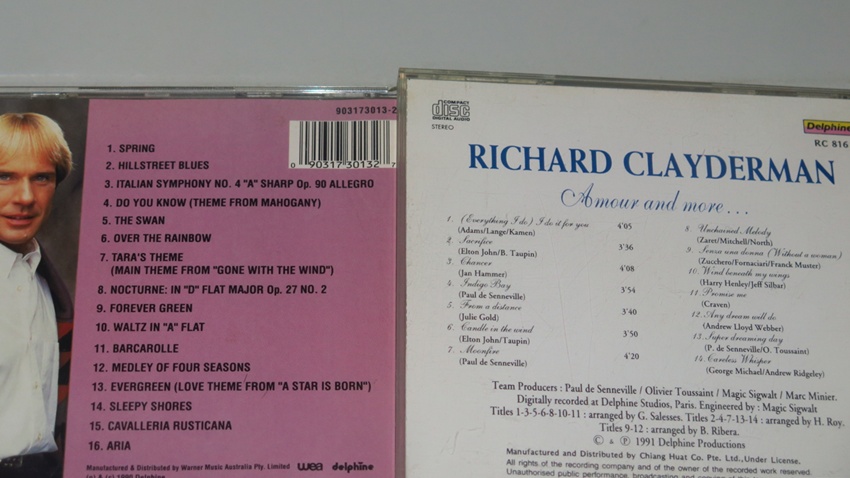 903173013-2
1. SPRING
2. HILLSTREET BLUES
3. ITALIAN SYMPHONY NO. 4 "A" SHARP Op. 90 ALLEGRO
4. DO YOU KNOW (THEME FROM MAHOGANY)
5. THE SWAN
6. OVER THE RAINBOW
7. TARA'S THEME
(MAIN THEME FROM "GONE WITH THE WIND")
8. NOCTURNE: IN "D" FLAT MAJOR Op. 27 NO. 2
9. FOREVER GREEN
10. WALTZ IN "A" FLAT
11. BARCAROLLE
12. MEDLEY OF FOUR SEASONS
13. EVERGREEN (LOVE THEME FROM "A STAR IS BORN")
14. SLEEPY SHORES
15. CAVALLERIA RUSTICANA
16. ARIA
0 90317 30132 7
Manufactured & Distributed by Warner Music Australia Pty. Limited wea delphine
COMPACT
disc
DIGITAL AUDIO
STEREO
Delphine
RC 816
RICHARD CLAYDERMAN
Amour and more...
1. (Everything I do) I do it for you 4'05
(Adams/Lange/Kamen)
2. Sacrifice 3'36
(Elton John/B. Taupin)
3. Chancer 4'08
(Jan Hammer)
4. Indigo Bay 3'54
(Paul de Senneville)
5. From a distance 3'40
(Julic Gold)
6. Candle in the wind 3'50
(Elton John/Taupin)
7. Moonfire 4'20
(Paul de Senneville)
8. Unchained Melody
(Zaret/Mitchell/North)
9. Senza una donna (Without a woman)
(Zucchero/Fornaciari/Franck Muster)
10. Wind beneath my wings
(Harry Henley/Jeff Silbar)
11. Promise me
(Craven)
12. Any dream will do
(Andrew Lloyd Webber)
13. Super dreaming day
(P. de Senneville/O. Toussaint)
14. Careless Whisper
(George Michael/Andrew Ridgeley)
Team Producers : Paul de Senneville / Olivier Toussaint / Magic Sigwalt / Marc Minier.
Digitally recorded at Delphine Studios, Paris. Engineered by : Magic Sigwalt
Titles 1-3-5-6-8-10-11 : arranged by G. Salesses. Titles 2-4-7-13-14 : arranged by H. Roy.
Titles 9-12 : arranged by B. Ribera.
© & ℗ 1991 Delphine Productions
Manufactured and Distributed by Chiang Huat Co. Pte. Ltd., Under License.
All rights of the recording company and of the owner of the recorded work reserved.
Unauthorised public performance, broadcasting and